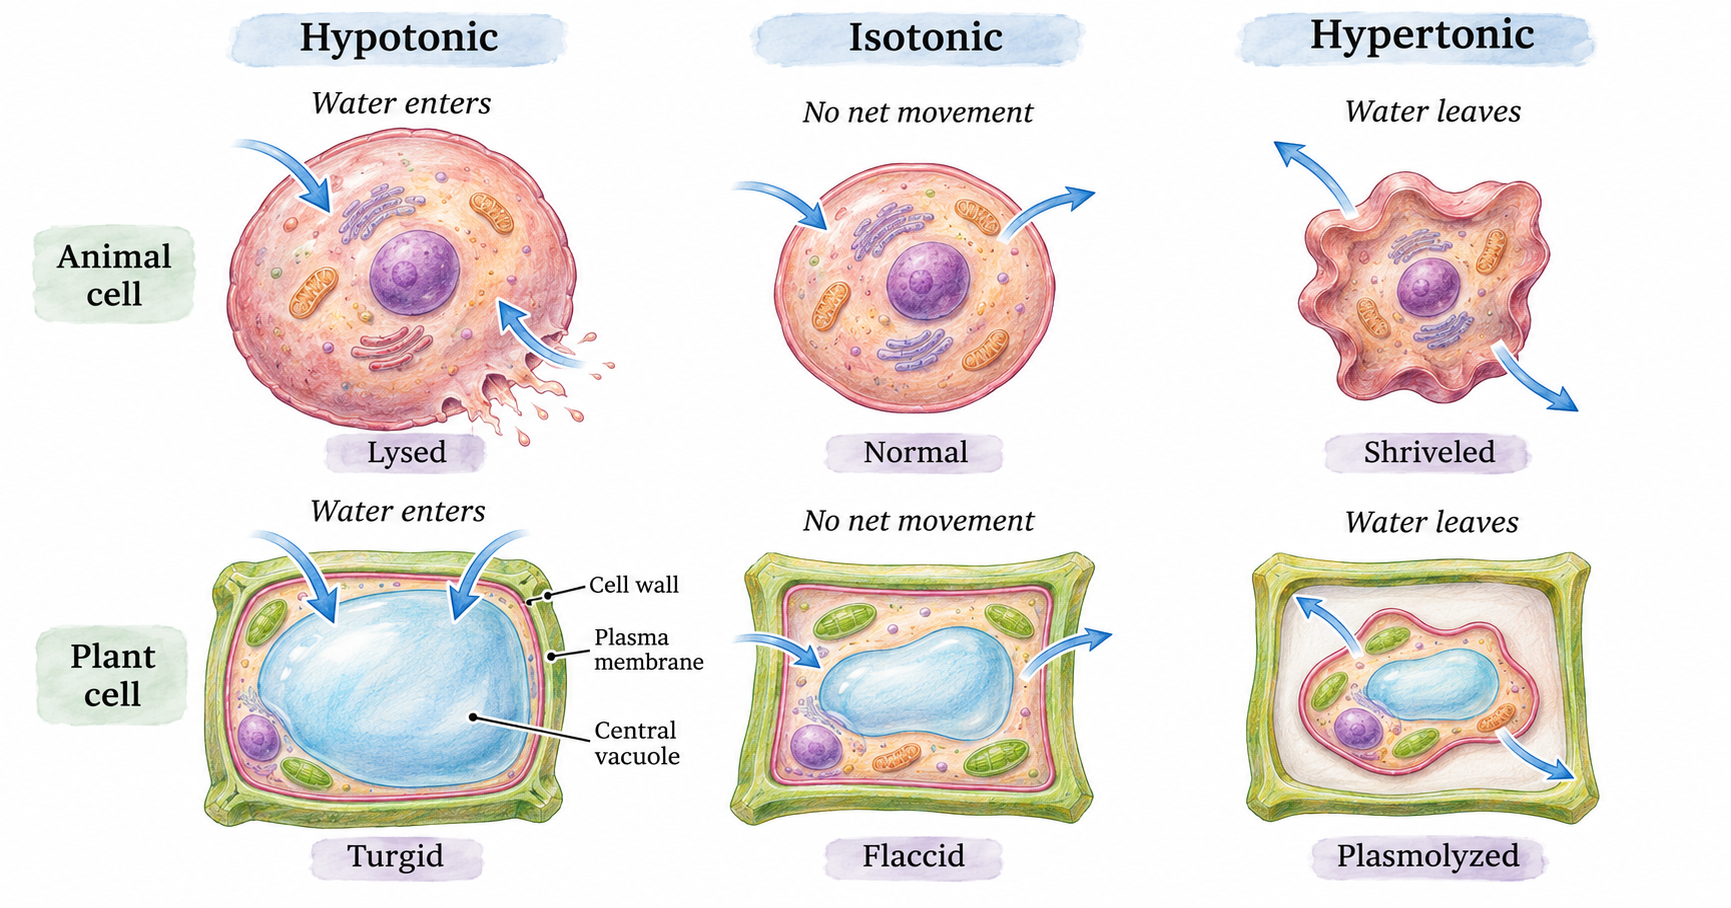 Hypotonic
Isotonic
Hypertonic
Water enters
No net movement
Water leaves
Animal
cell
Lysed
Normal
Shriveled
Water enters
No net movement
Water leaves
Plant
cell
Cell wall
Plasma
membrane
Central
vacuole
Turgid
Flaccid
Plasmolyzed